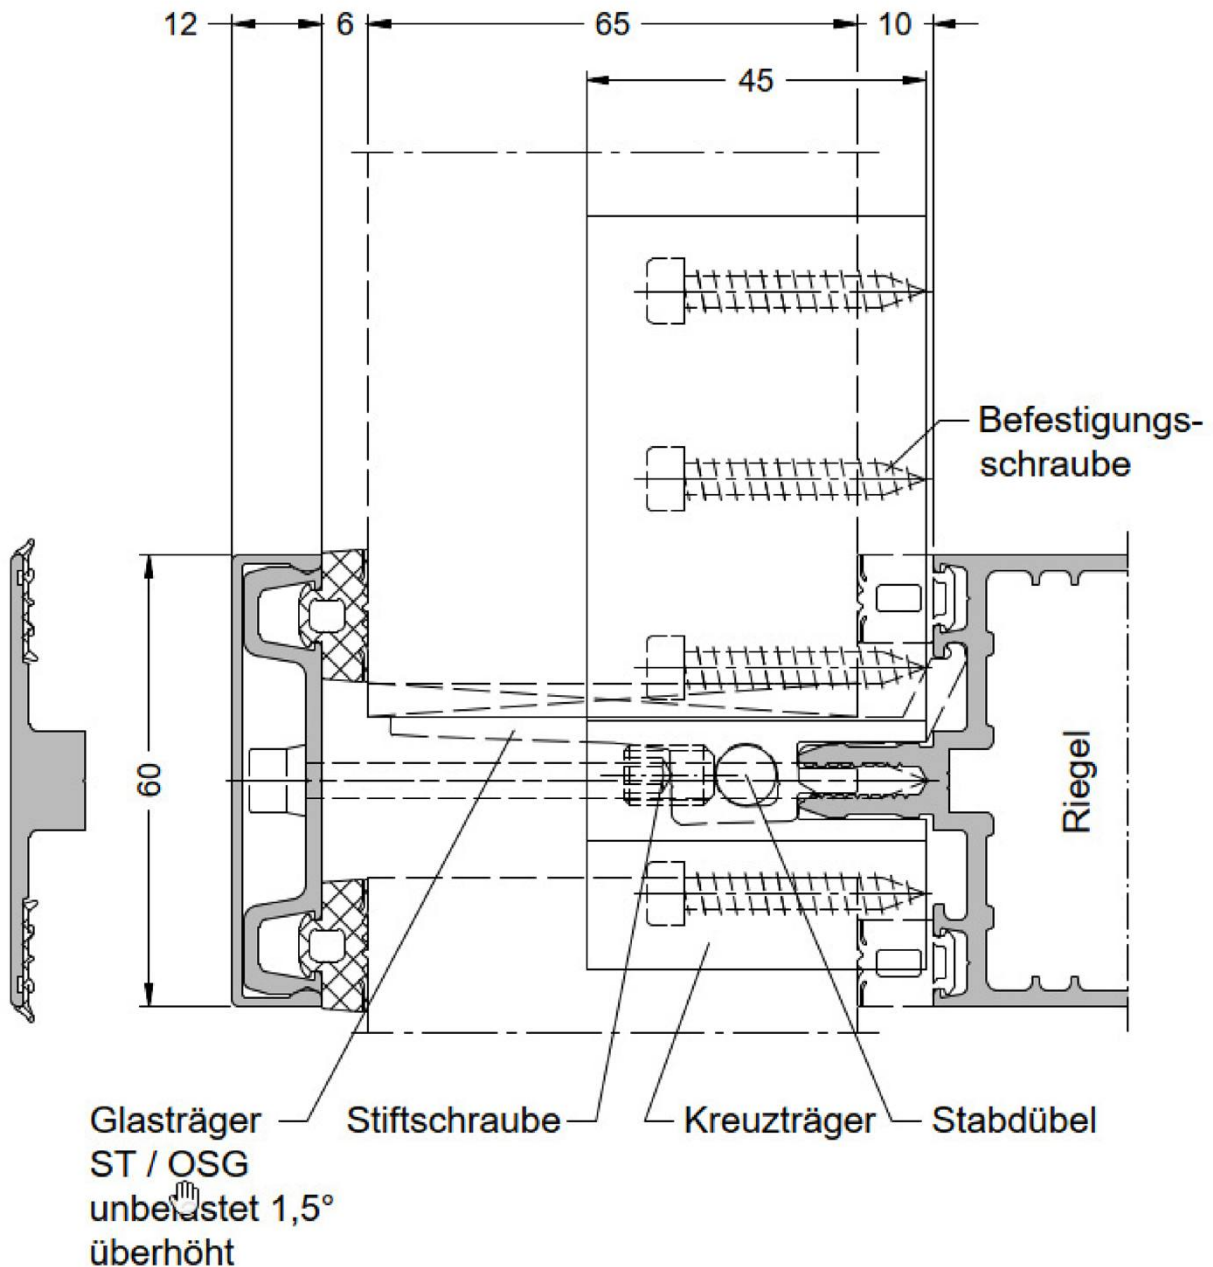 12 6 65 10
45
Befestigungs-
schraube
60
Riegel
Glasträger Stiftschraube Kreuzträger Stabdübel
ST / OSG
unbelastet 1,5°
überhöht